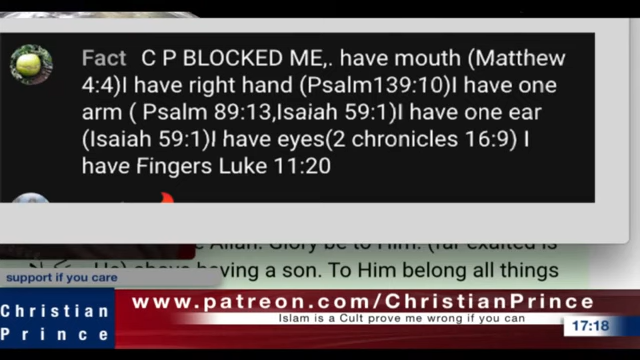 Fact C P BLOCKED ME,. have mouth (Matthew
4:4)I have right hand (Psalm139:10)I have one
arm ( Psalm 89:13,Isaiah 59:1)I have one ear
(Isaiah 59:1)I have eyes(2 chronicles 16:9) I
have Fingers Luke 11:20
Allah. Glory be to Him. (far exalted is
He) above having a son. To Him belong all things
support if you care
Christian
Prince
www.patreon.com/ChristianPrince
Islam is a Cult prove me wrong if you can
17:18